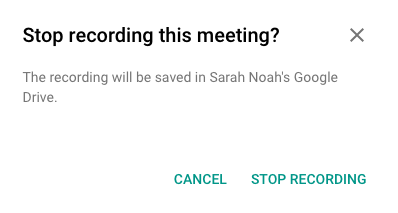 Stop recording this meeting?
The recording will be saved in Sarah Noah's Google
Drive.
CANCEL STOP RECORDING